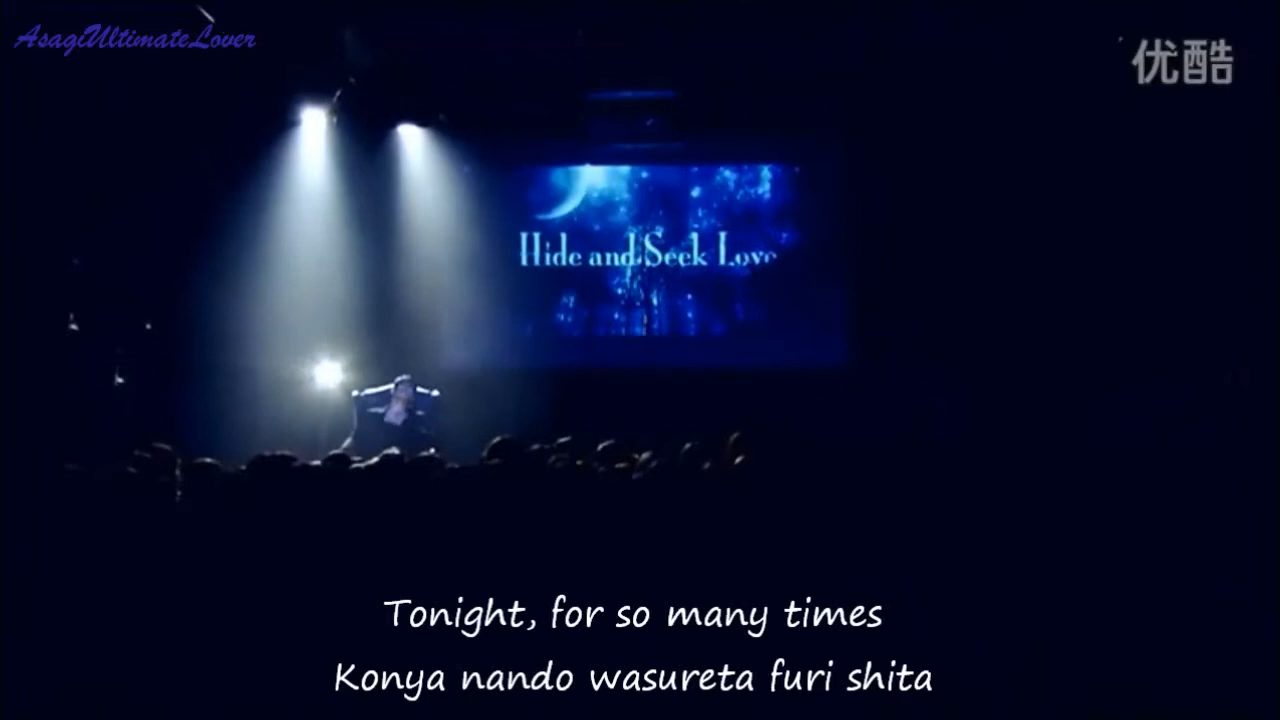 AsagiUltimateLover
优酷
Hide and Seek Love
Tonight, for so many times
Konya nando wasureta furi shita